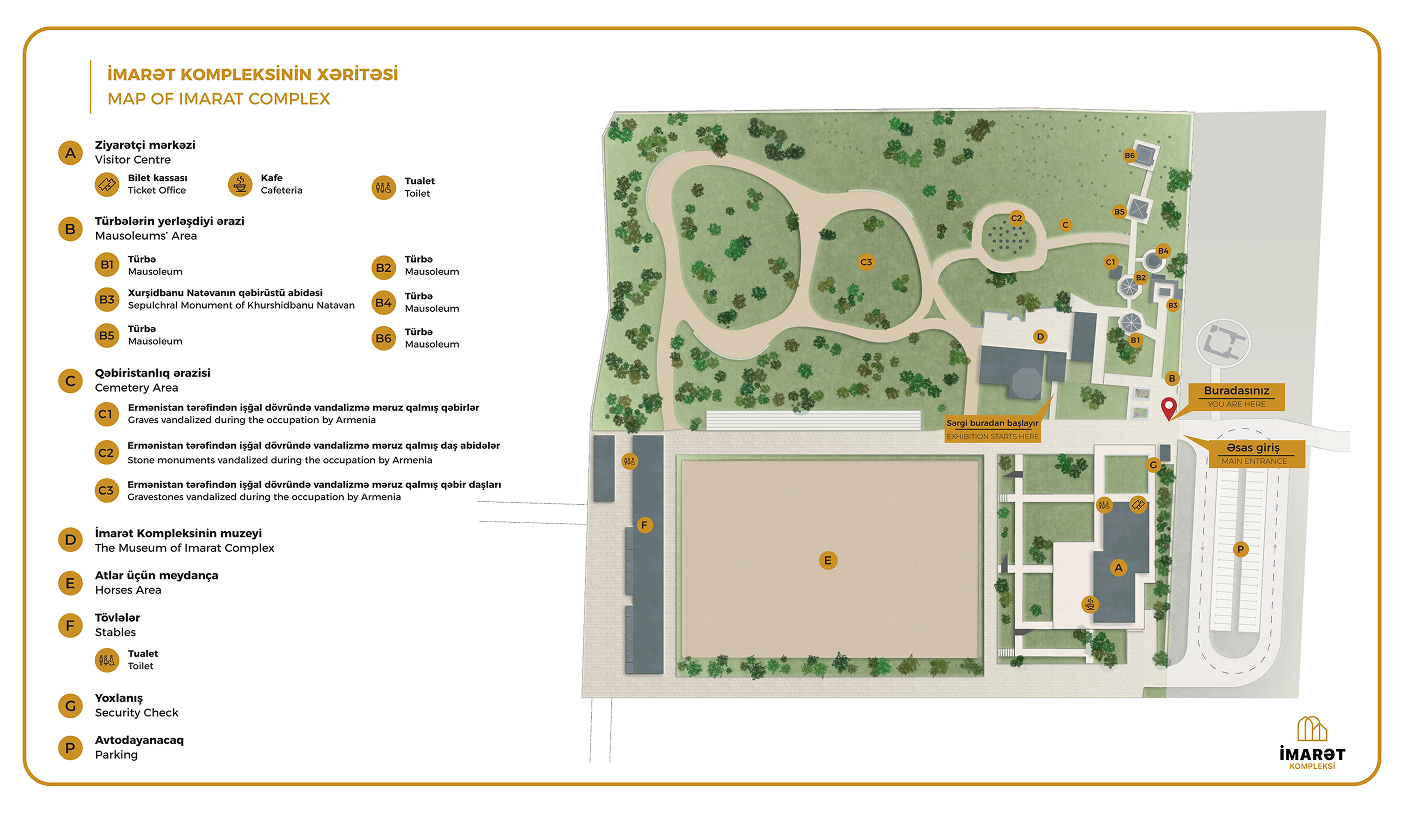 İMARƏT KOMPLEKSİNİN XƏRİTƏSİ
MAP OF IMARAT COMPLEX
A
Ziyarətçi mərkəzi
Visitor Centre
Bilet kassası
Ticket Office
Kafe
Cafeteria
Tualet
Toilet
B
Türbələrin yerləşdiyi ərazi
Mausoleums' Area
B1
Türbə
Mausoleum
B2
Türbə
Mausoleum
B3
Xurşidbanu Natəvanın qəbirüstü abidəsi
Sepulchral Monument of Khurshidbanu Natavan
B4
Türbə
Mausoleum
B5
Türbə
Mausoleum
B6
Türbə
Mausoleum
C
Qəbiristanlıq ərazisi
Cemetery Area
C1
Ermənistan tərəfindən işğal dövründə vandalizmə məruz qalmış qəbirlər
Graves vandalized during the occupation by Armenia
C2
Ermənistan tərəfindən işğal dövründə vandalizmə məruz qalmış daş abidələr
Stone monuments vandalized during the occupation by Armenia
C3
Ermənistan tərəfindən işğal dövründə vandalizmə məruz qalmış qəbir daşları
Gravestones vandalized during the occupation by Armenia
D
İmarət Kompleksinin muzeyi
The Museum of Imarat Complex
E
Atlar üçün meydança
Horses Area
F
Tövlələr
Stables
Tualet
Toilet
G
Yoxlanış
Security Check
P
Avtodayanacaq
Parking
B6
B5
C2
C
B4
C1
C3
B2
B3
D
B1
B
Buradasınız
YOU ARE HERE
Sərgi buradan başlayır
EXHIBITION STARTS HERE
Əsas giriş
MAIN ENTRANCE
G
F
P
E
A
İMARƏT
KOMPLEKSİ